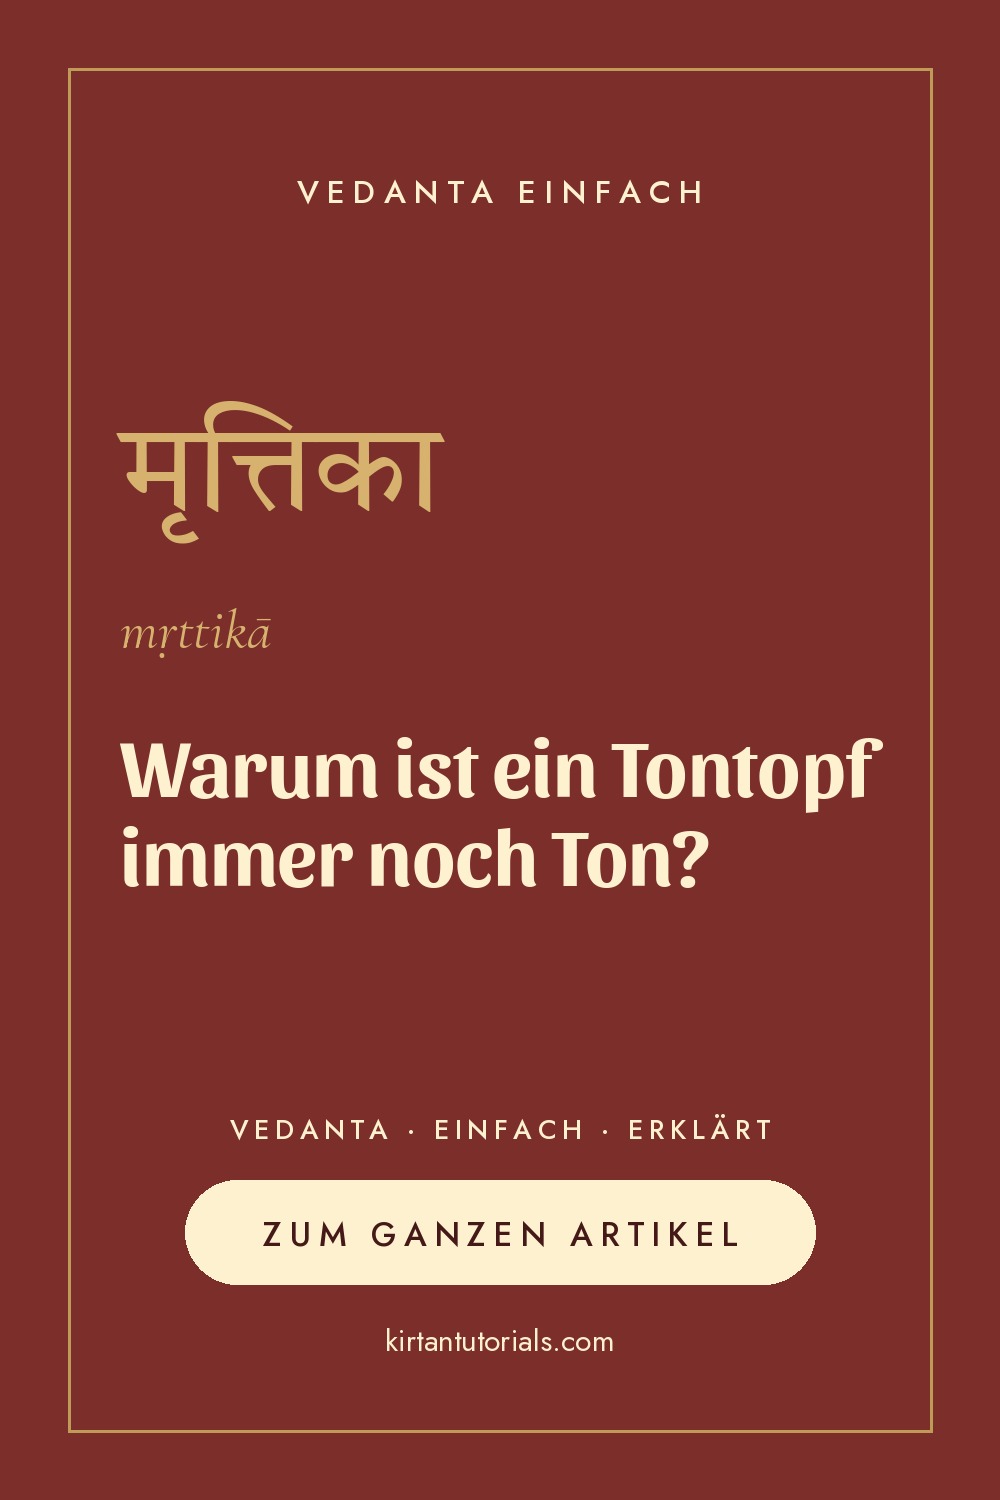 VEDANTA EINFACH
मृत्तिका
mṛttikā
Warum ist ein Tontopf
immer noch Ton?
VEDANTA · EINFACH · ERKLÄRT
ZUM GANZEN ARTIKEL
kirtantutorials.com